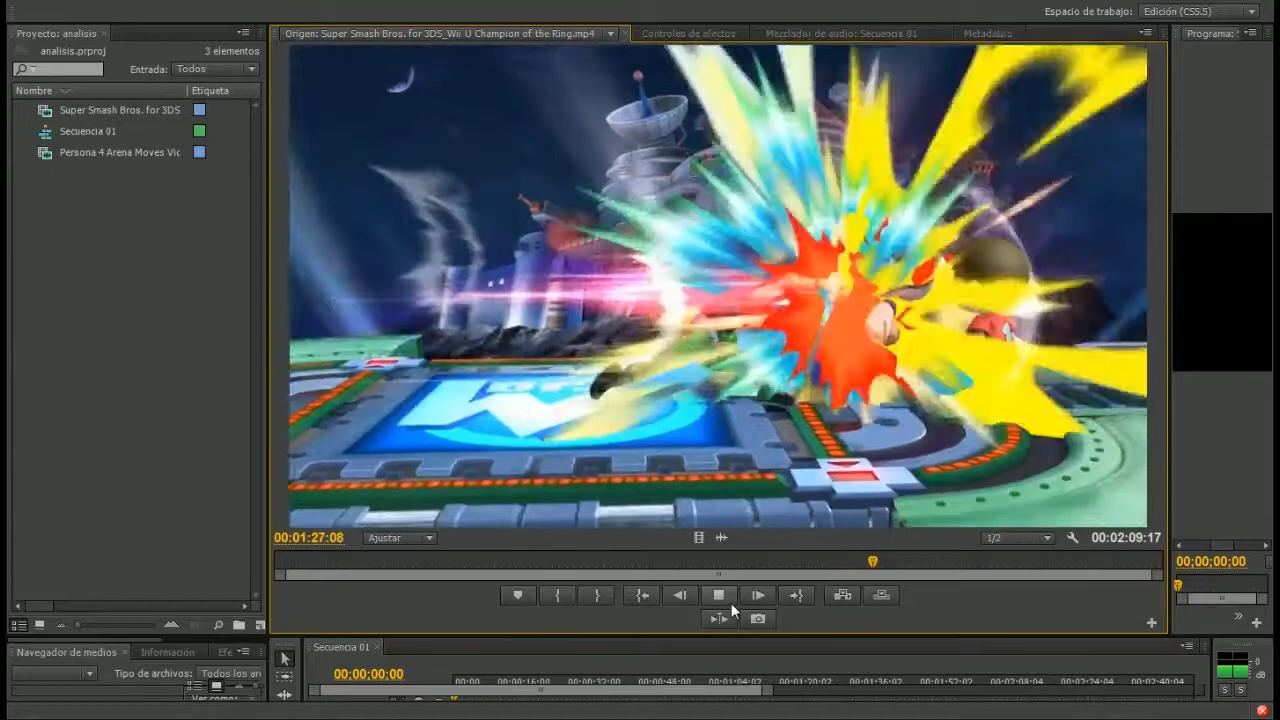 Espacio de trabajo: Edición (CS5.5)
Proyecto: analisis
Origen: Super Smash Bros. for 3DS_Wii U Champion of the Ring.mp4
Controles de efectos
Mezclador de audio: Secuencia 01
Metadatos
Programa:
analisis.prproj
3 elementos
Entrada: Todos
Nombre
Etiqueta
Super Smash Bros. for 3DS
Secuencia 01
Persona 4 Arena Moves Vic
00:01:27:08
Ajustar
1/2
00:02:09:17
00;00;00;00
Navegador de medios
Información
Efe
Secuencia 01
Tipo de archivos: Todos los arc
Ver como:
00:00:00:00
00:00
00:00:16:00
00:00:32:00
00:00:48:00
00:01:04:02
00:01:20:02
00:01:36:02
00:01:52:02
00:02:08:04
00:02:24:04
00:02:40:04
0
dB
S S